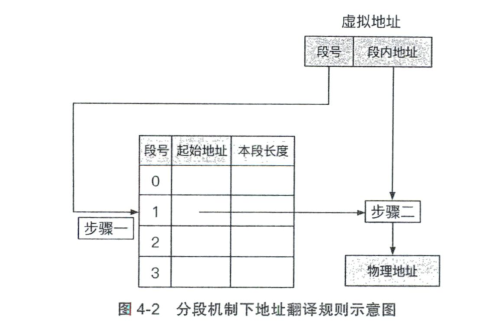 虚拟地址
段号 段内地址
段号 起始地址 本段长度
0
1
2
3
步骤一
步骤二
物理地址
图 4-2 分段机制下地址翻译规则示意图